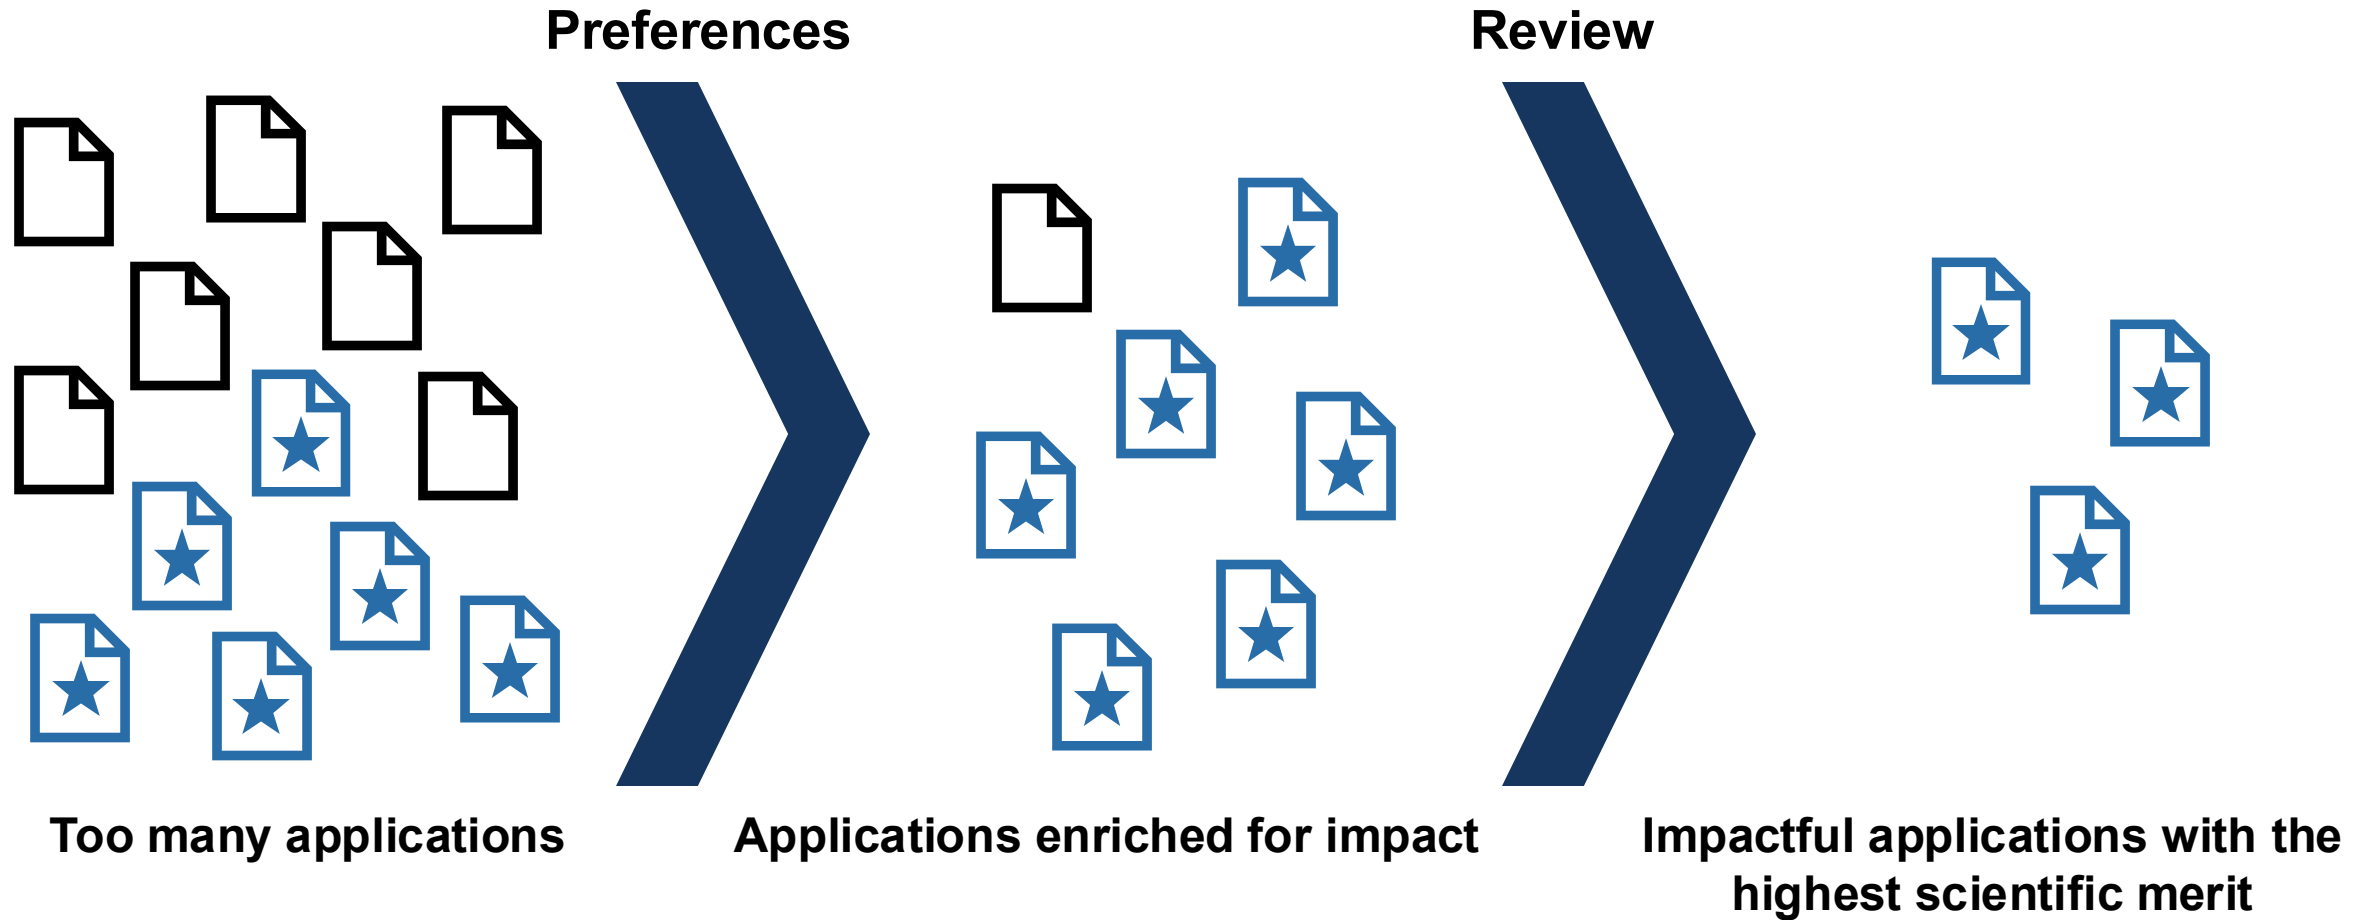 Preferences
Review
Too many applications
Applications enriched for impact
Impactful applications with the
highest scientific merit